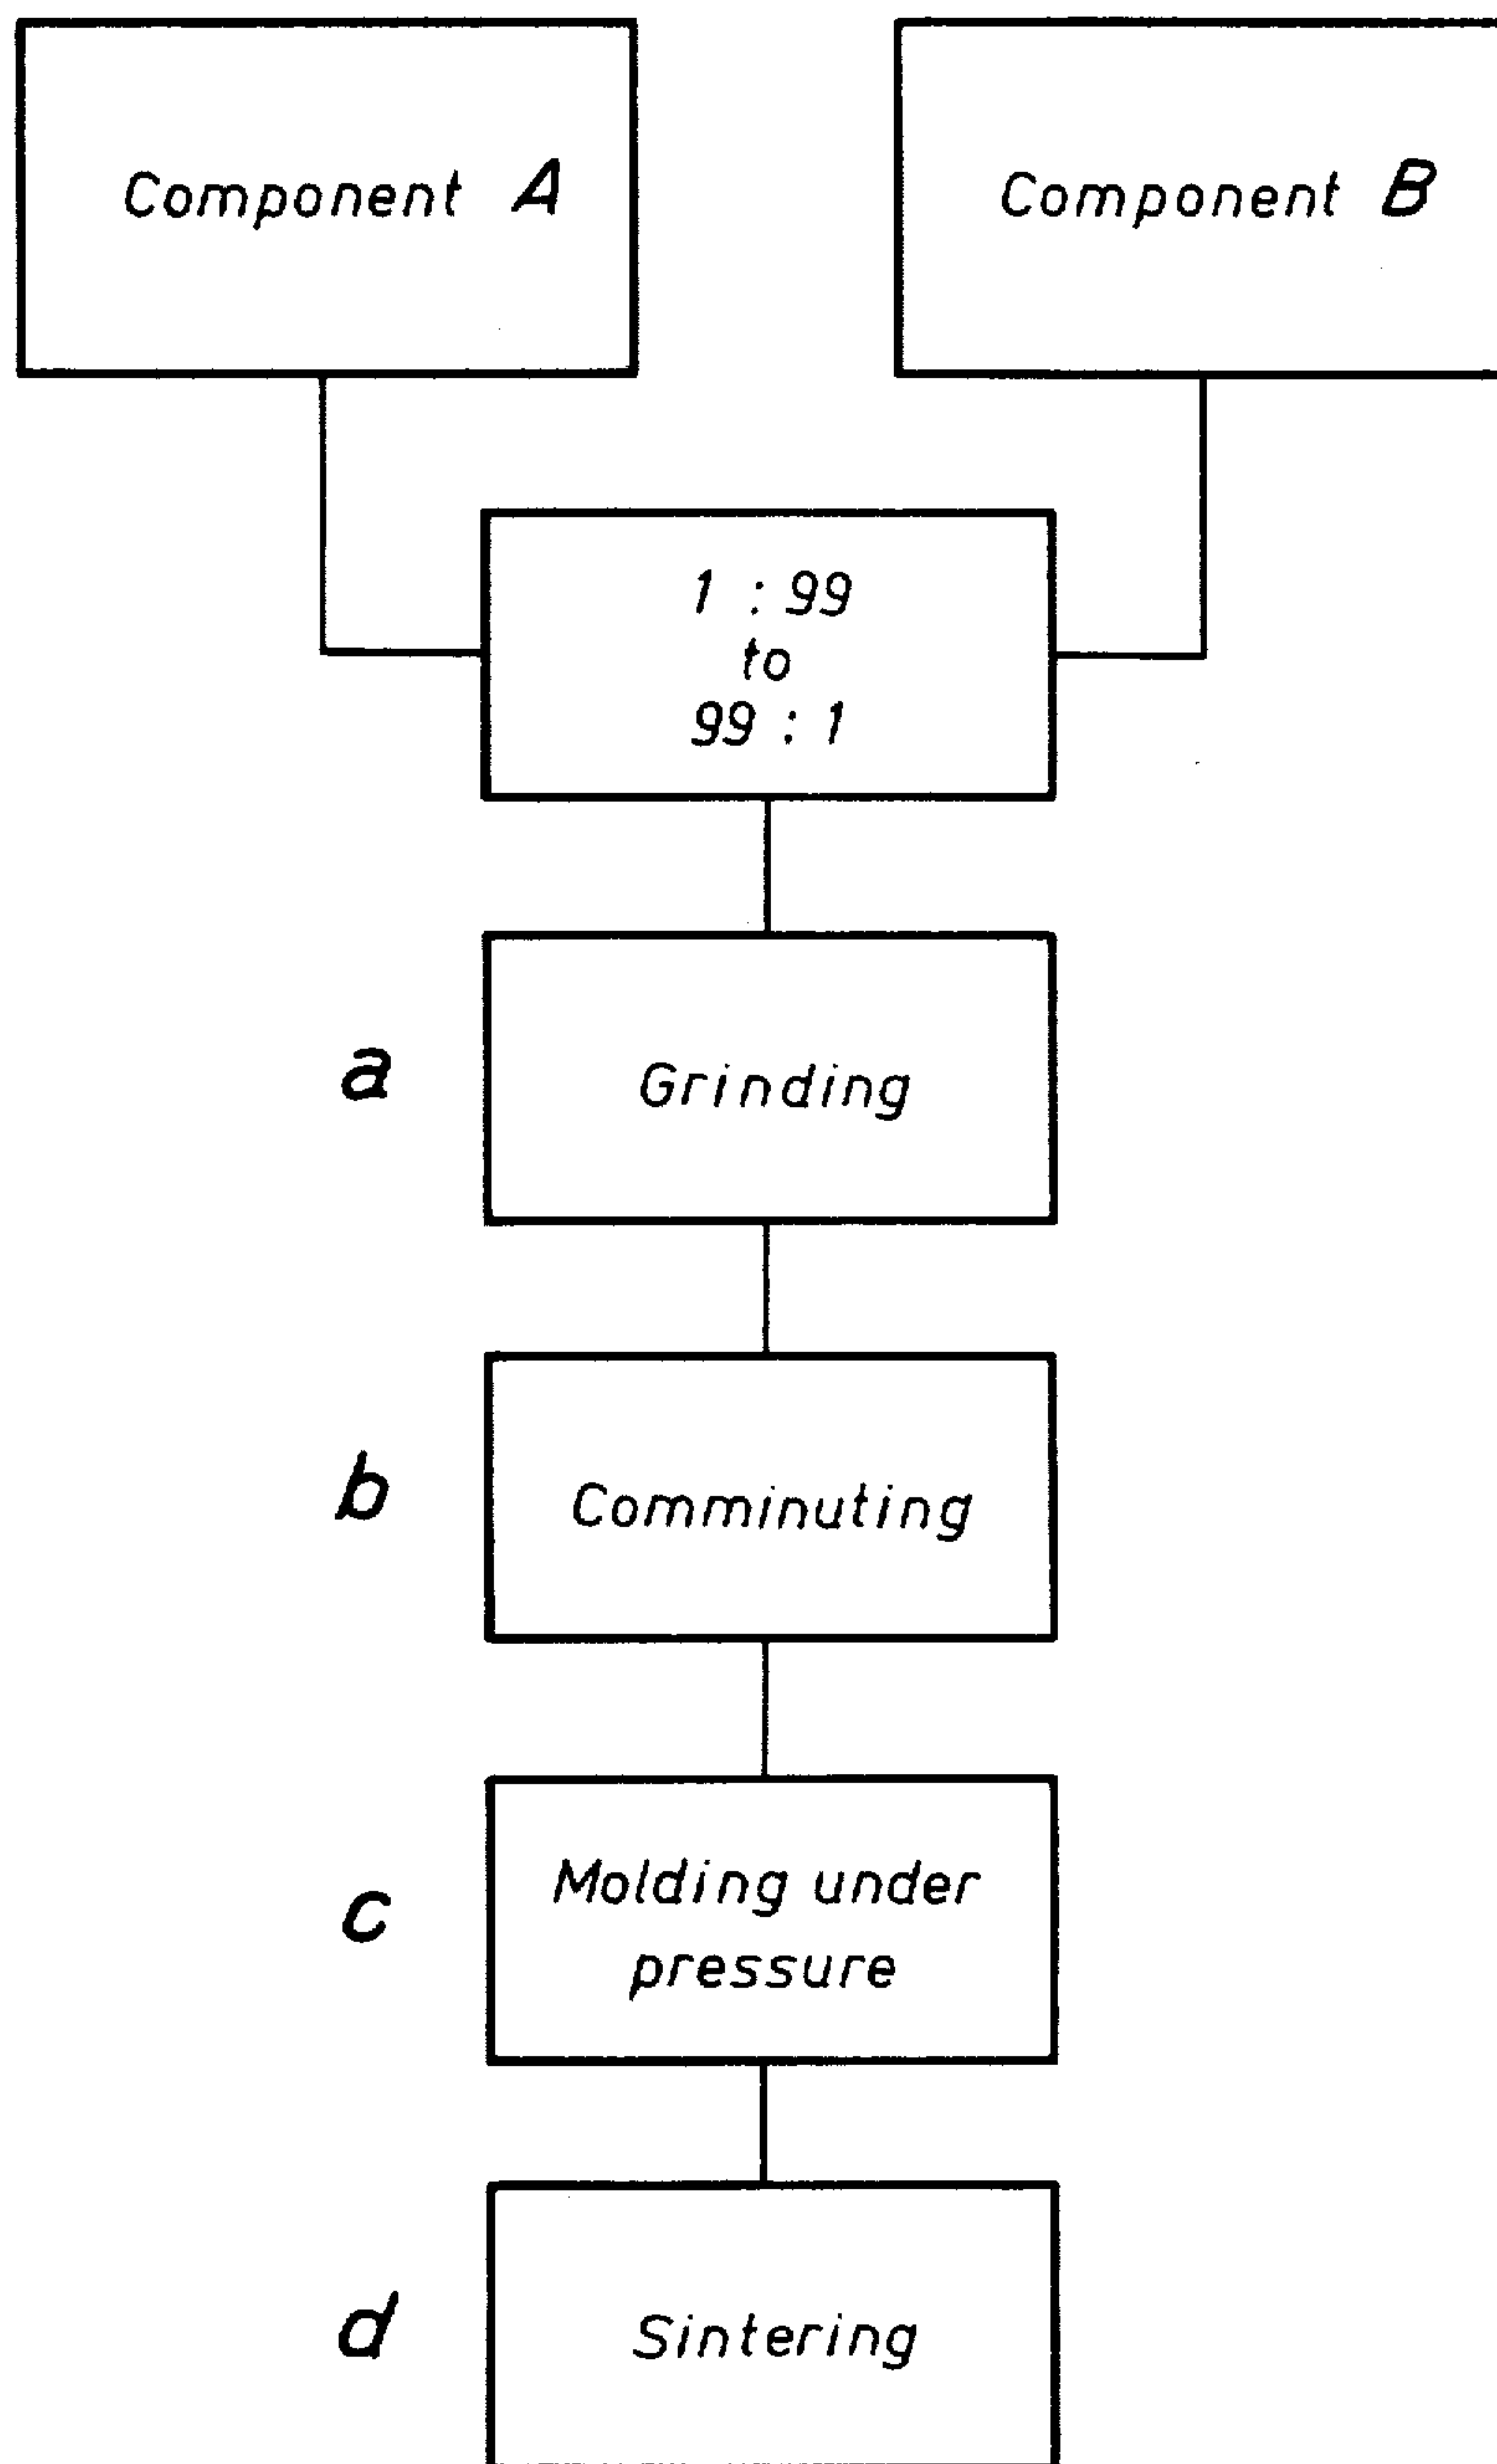 Component A
Component B
1 : 99
to
99 : 1
a
Grinding
b
Comminuting
c
Molding under
pressure
d
Sintering